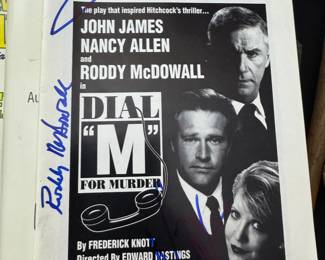 The play that inspired Hitchcock's thriller...
JOHN JAMES
NANCY ALLEN
and
RODDY McDOWALL
in
DIAL
"M"
FOR MURDER
By FREDERICK KNOTT
Directed By EDWARD HASTINGS
Roddy McDowall
Au